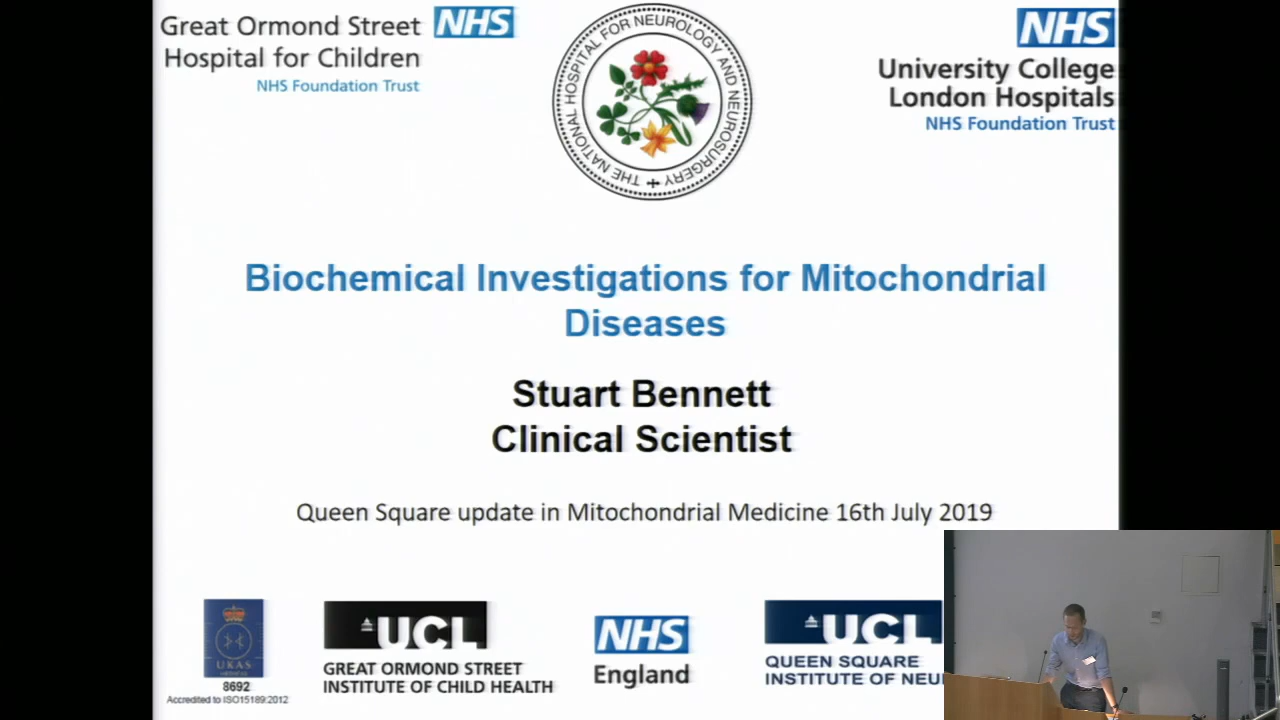 Great Ormond Street NHS
Hospital for Children
NHS Foundation Trust
THE NATIONAL HOSPITAL FOR NEUROLOGY AND NEUROSURGERY
NHS
University College
London Hospitals
NHS Foundation Trust
Biochemical Investigations for Mitochondrial
Diseases
Stuart Bennett
Clinical Scientist
Queen Square update in Mitochondrial Medicine 16th July 2019
UKAS
8692
Accredited to ISO15189:2012
UCL
GREAT ORMOND STREET
INSTITUTE OF CHILD HEALTH
NHS
England
UCL
QUEEN SQUARE
INSTITUTE OF NEU